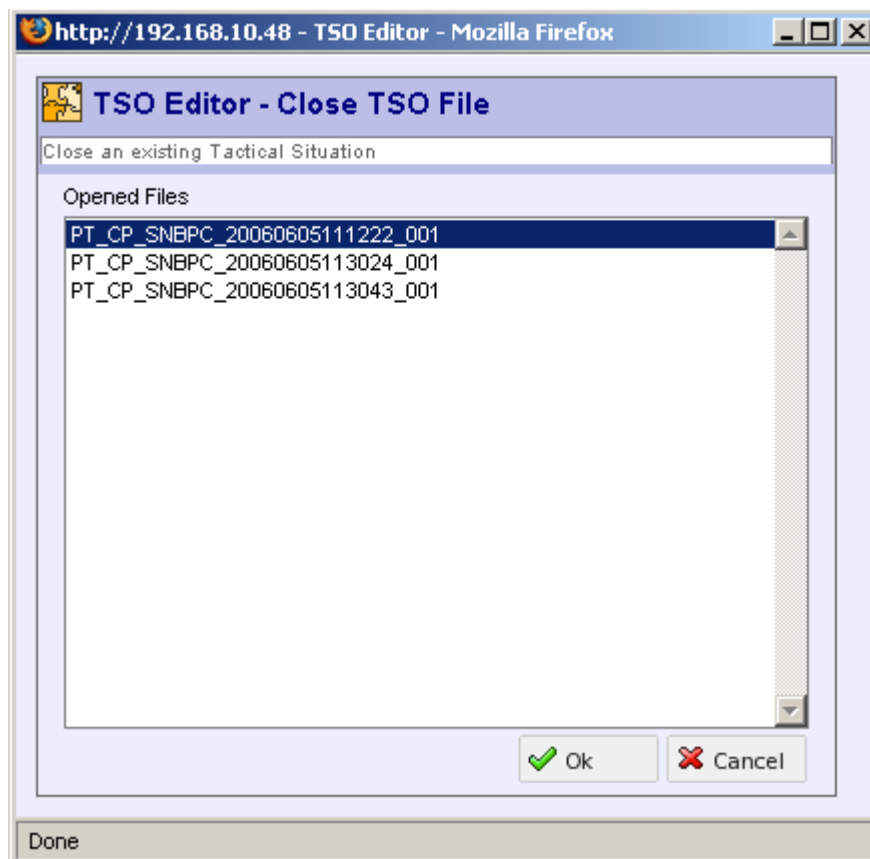 http://192.168.10.48 - TSO Editor - Mozilla Firefox
TSO Editor - Close TSO File
Close an existing Tactical Situation
Opened Files
PT_CP_SNBPC_20060605111222_001
PT_CP_SNBPC_20060605113024_001
PT_CP_SNBPC_20060605113043_001
Ok Cancel
Done